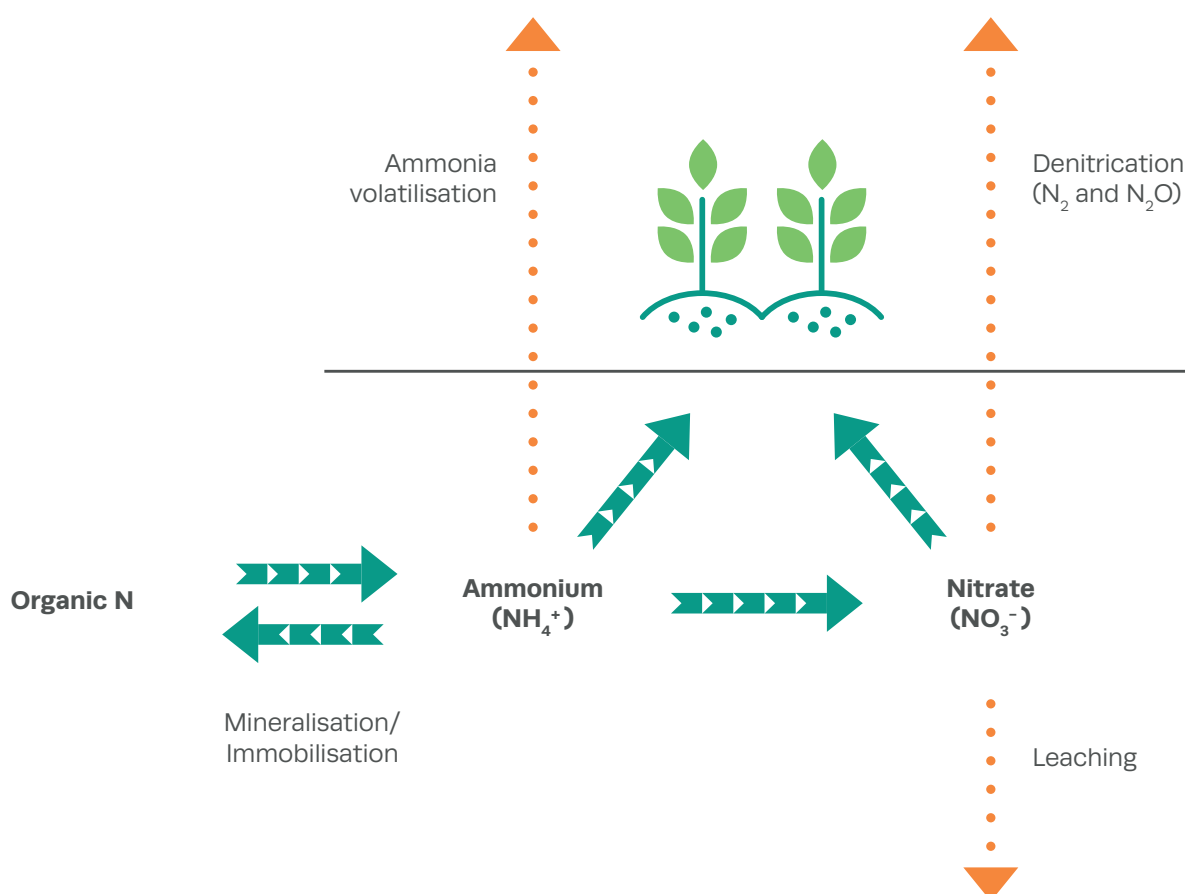 Ammonia
volatilisation
Denitrication
(N₂ and N₂O)
Organic N
Ammonium
(NH₄⁺)
Nitrate
(NO₃⁻)
Mineralisation/
Immobilisation
Leaching